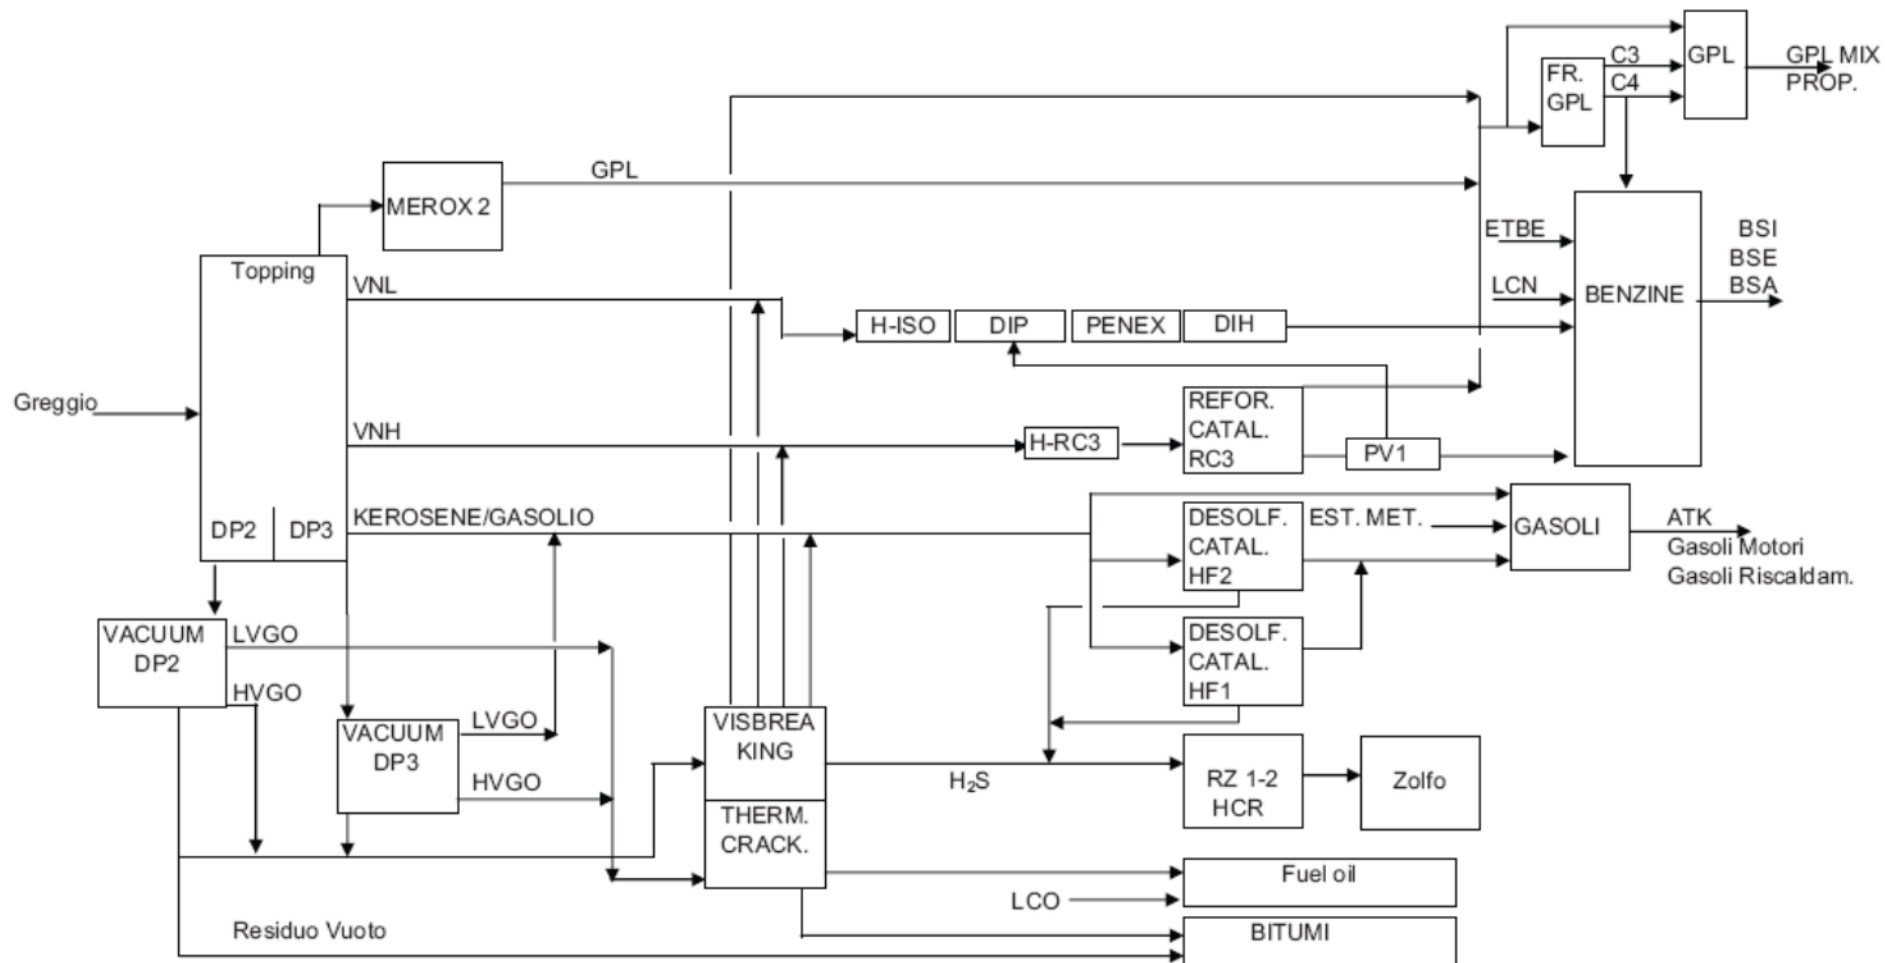 C3
GPL
GPL MIX
FR.
GPL
C4
PROP.
GPL
MEROX 2
ETBE
BSI
BSE
Topping
VNL
LCN
BENZINE
BSA
H-ISO
DIP
PENEX
DIH
Greggio
REFOR.
CATAL.
RC3
VNH
H-RC3
PV1
KEROSENE/GASOLIO
DP2
DP3
DESOLF.
CATAL.
HF2
EST. MET.
GASOLI
ATK
Gasoli Motori
Gasoli Riscaldam.
VACUUM
DP2
LVGO
HVGO
DESOLF.
CATAL.
HF1
VACUUM
DP3
LVGO
HVGO
VISBREA
KING
H₂S
RZ 1-2
HCR
Zolfo
THERM.
CRACK.
Fuel oil
LCO
Residuo Vuoto
BITUMI